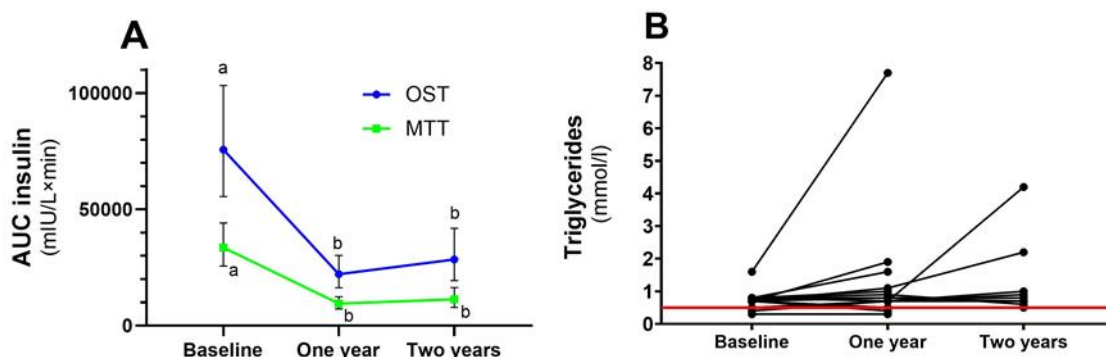 A
AUC insulin
(mIU/L×min)
100000
50000
0
a
a
b
b
b
b
OST
MTT
Baseline
One year
Two years
B
Triglycerides
(mmol/l)
8
7
6
5
4
3
2
1
0
Baseline
One year
Two years